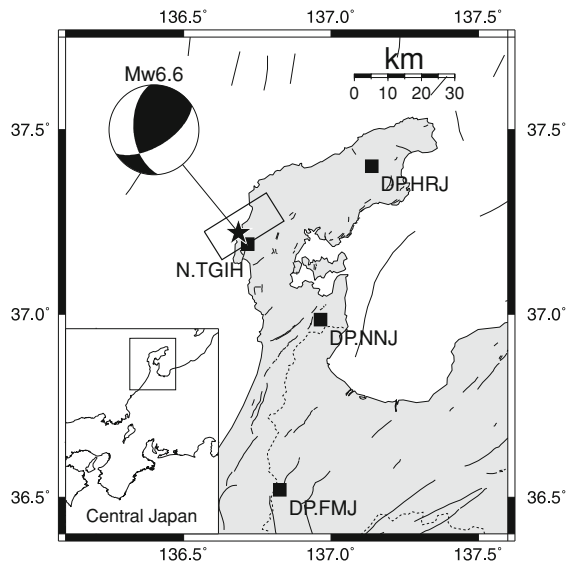 136.5˚ 137.0˚ 137.5˚
km
Mw6.6
0 10 20 30
37.5˚ 37.5˚
DP.HRJ
N.TGIH
37.0˚ 37.0˚
DP.NNJ
36.5˚ 36.5˚
DP.FMJ
Central Japan
136.5˚ 137.0˚ 137.5˚